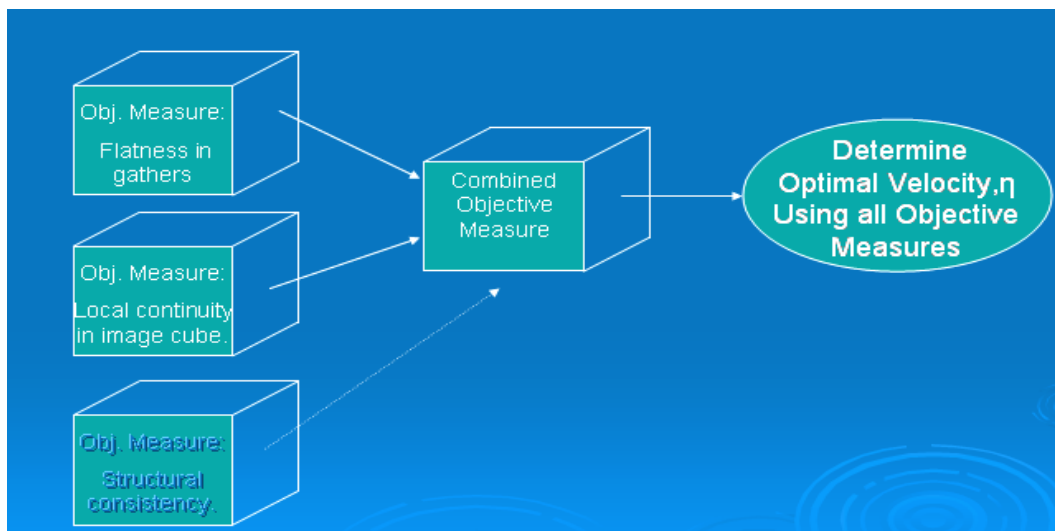 Obj. Measure:
Flatness in
gathers
Obj. Measure:
Local continuity
in image cube.
Obj. Measure:
Structural
consistency.
Combined
Objective
Measure
Determine
Optimal Velocity,η
Using all Objective
Measures